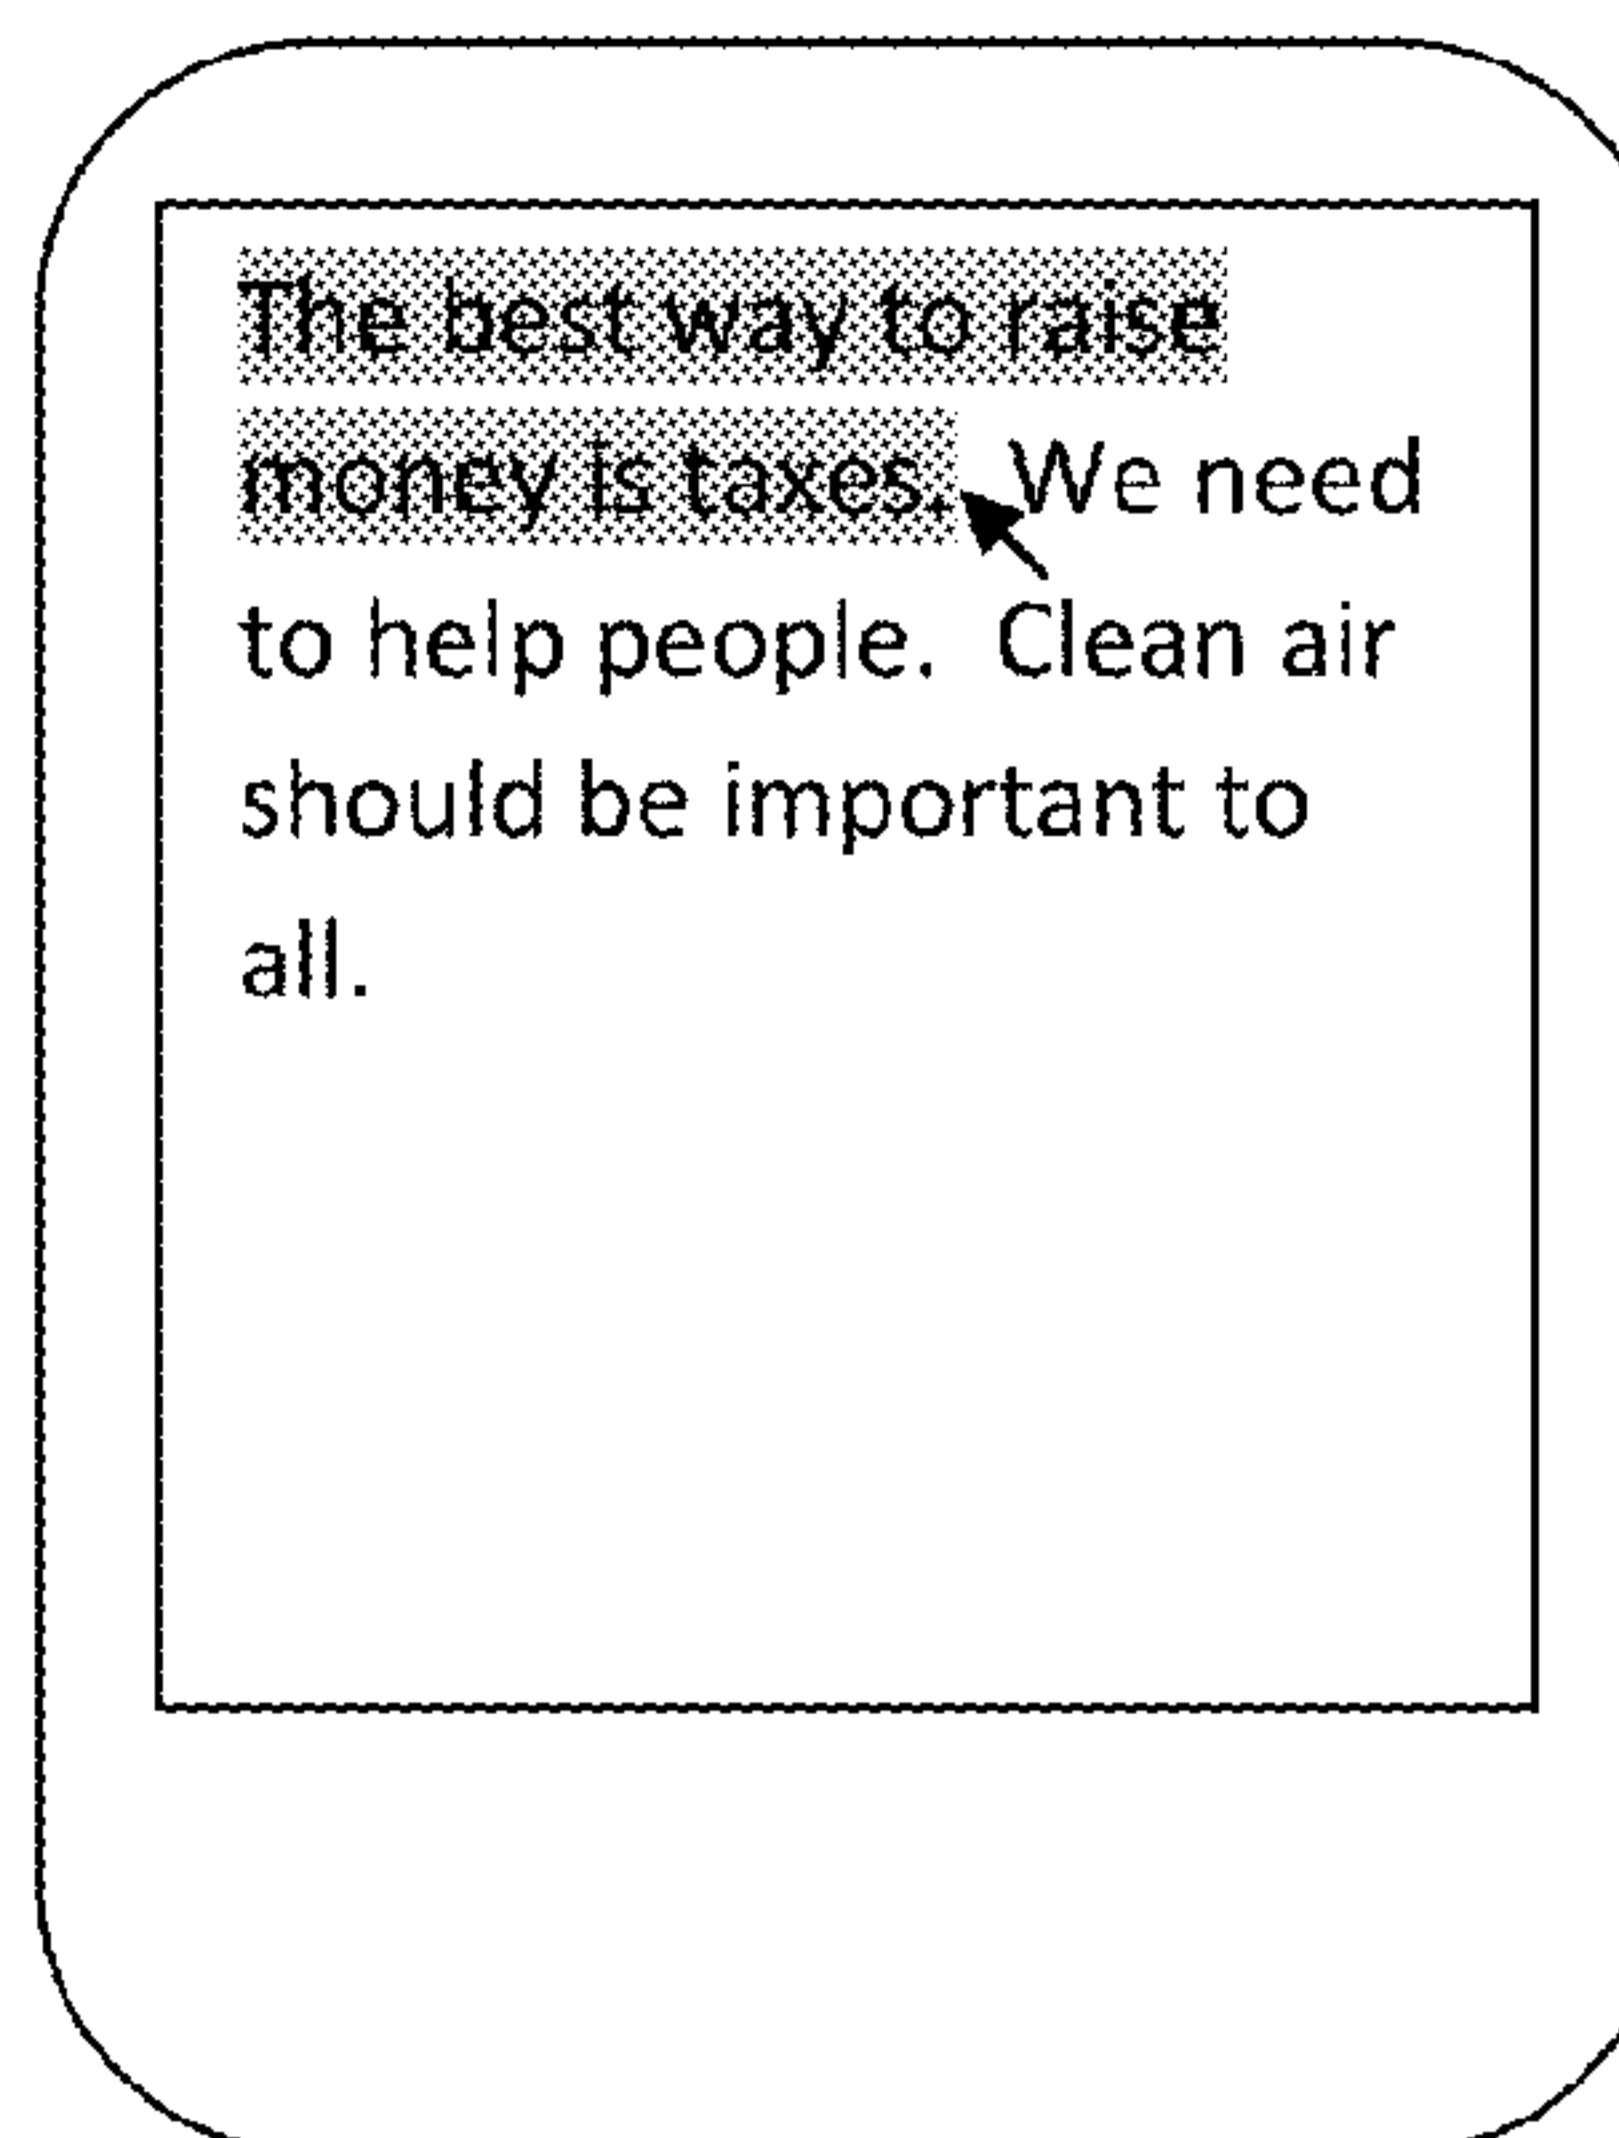 The best way to raise
money is taxes.  We need
to help people.  Clean air
should be important to
all.